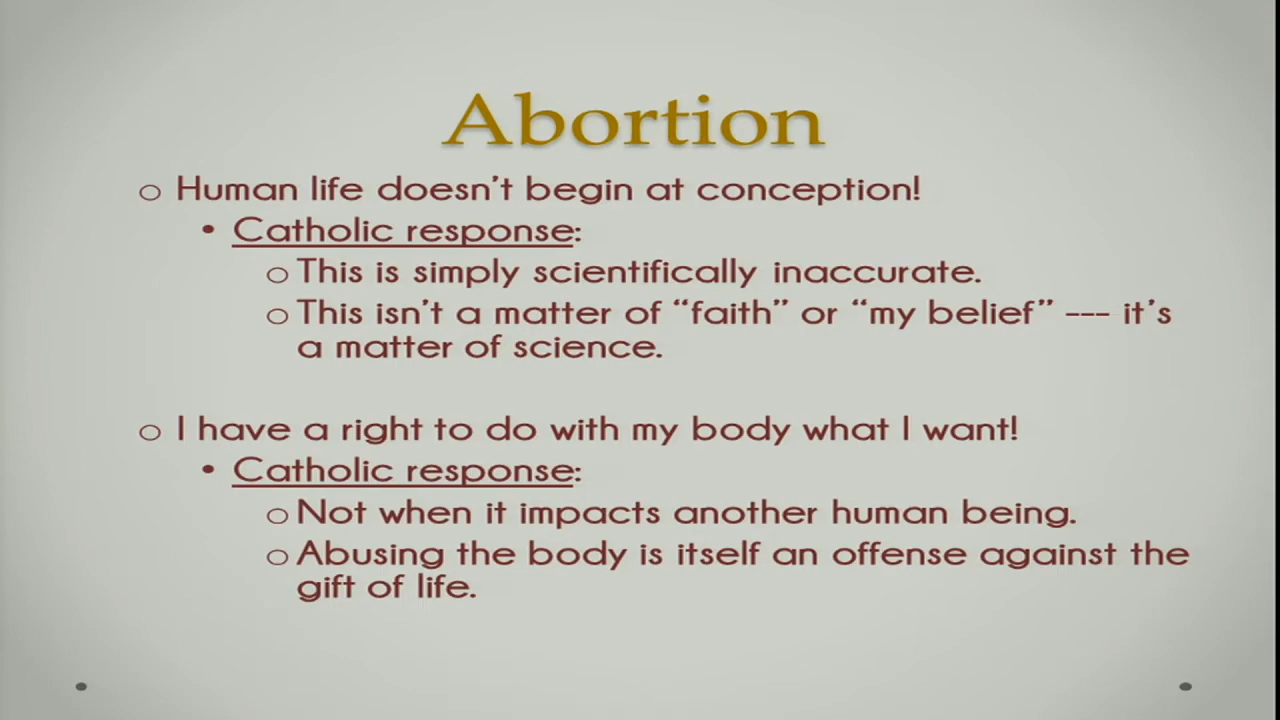 Abortion
o Human life doesn't begin at conception!
• Catholic response:
o This is simply scientifically inaccurate.
o This isn't a matter of “faith” or “my belief” --- it's
a matter of science.
o I have a right to do with my body what I want!
• Catholic response:
o Not when it impacts another human being.
o Abusing the body is itself an offense against the
gift of life.